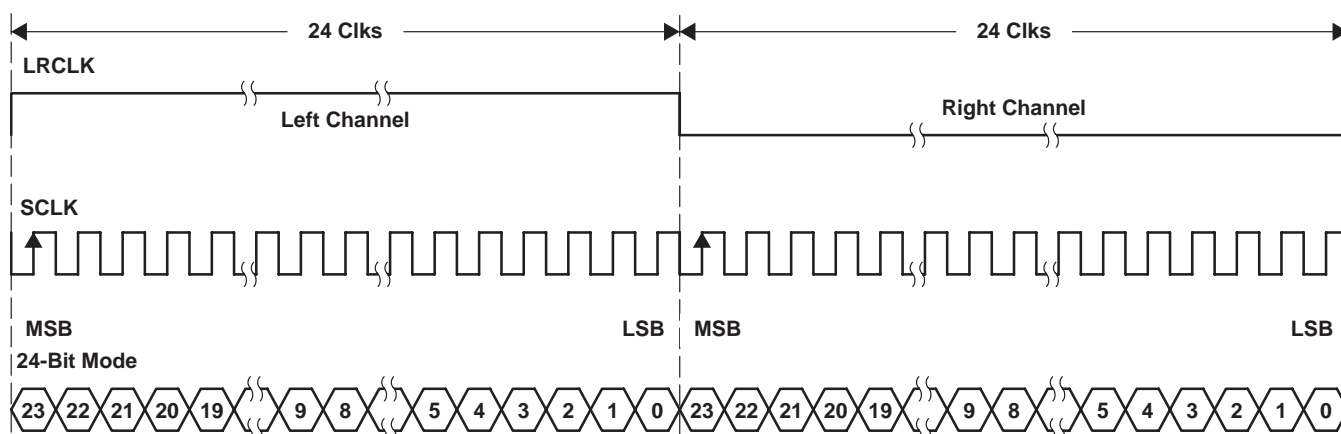 24 Clks 24 Clks
LRCLK
Left Channel Right Channel
SCLK
MSB LSB MSB LSB
24-Bit Mode
23 22 21 20 19 9 8 5 4 3 2 1 0 23 22 21 20 19 9 8 5 4 3 2 1 0